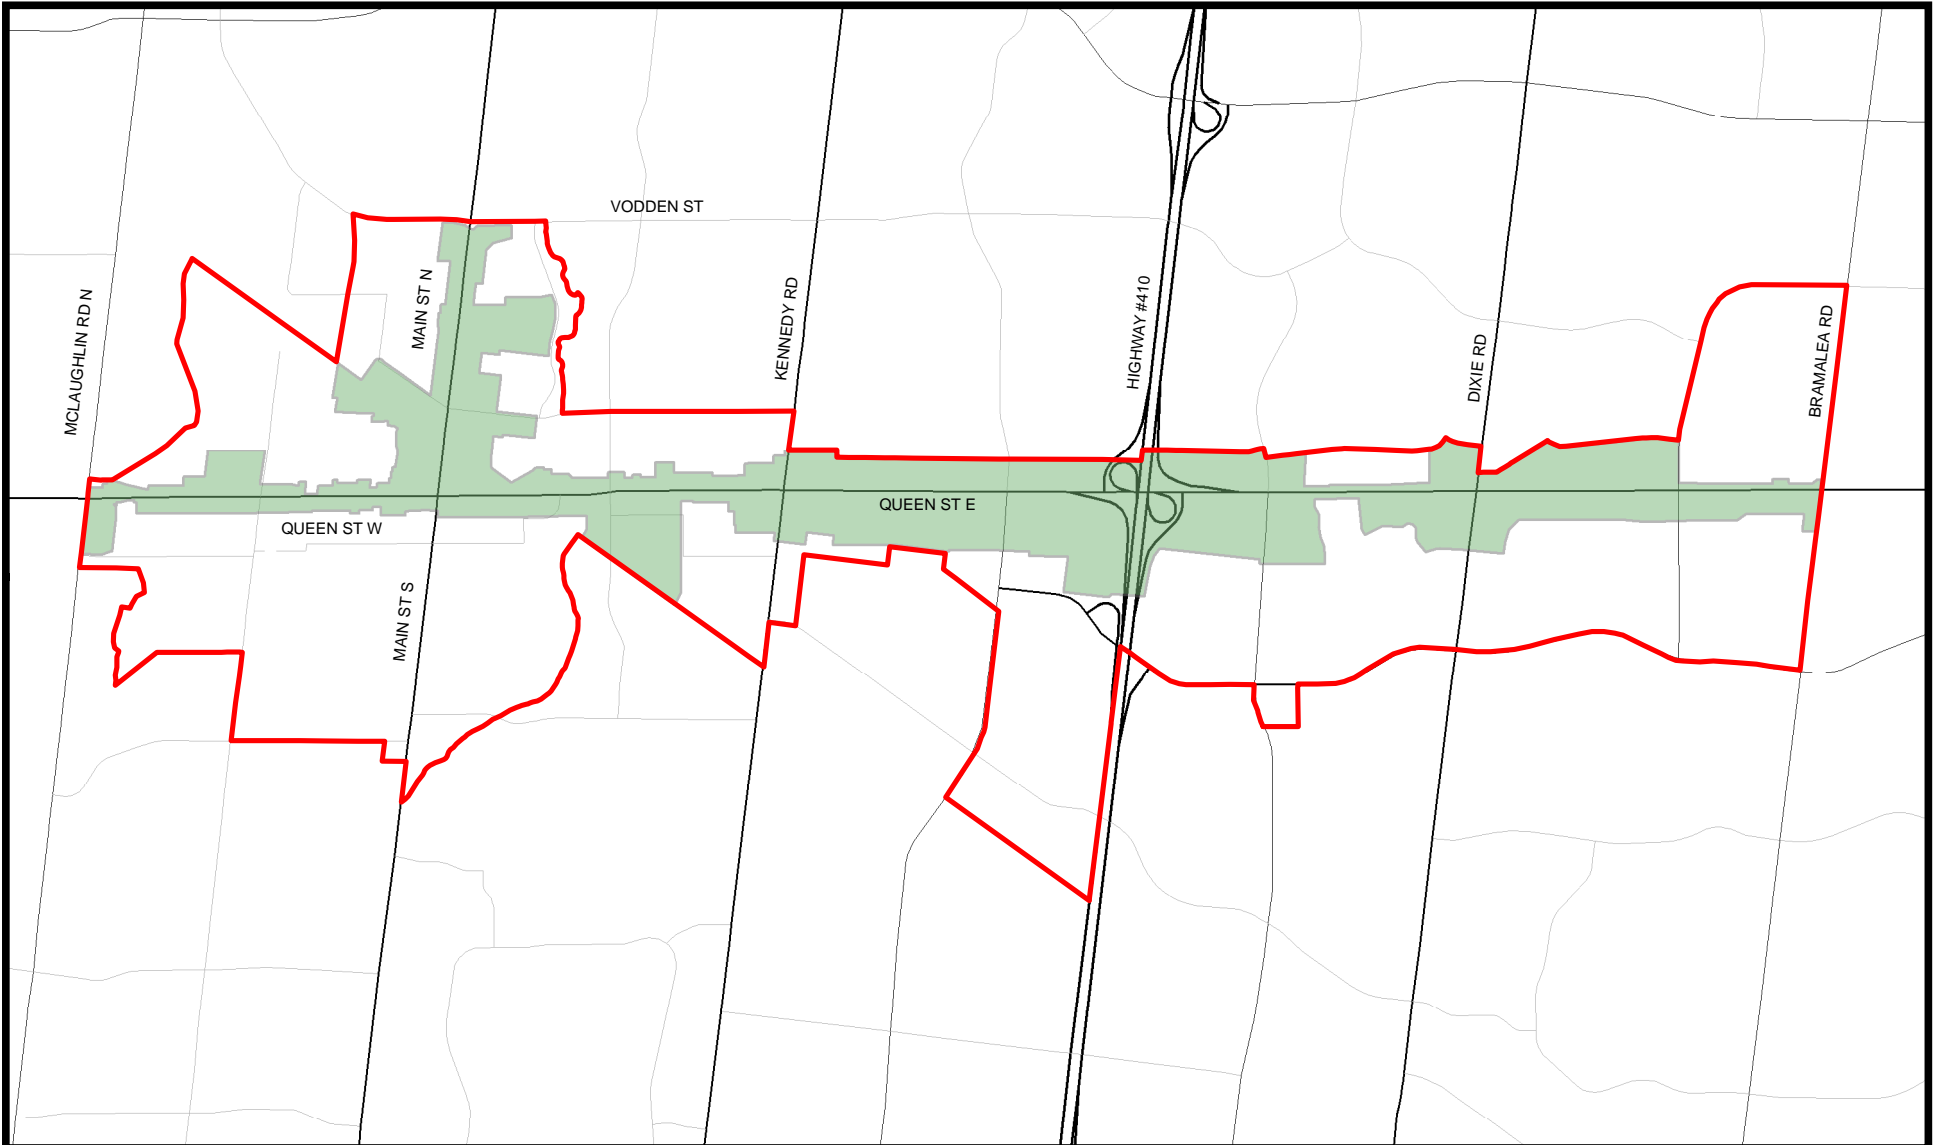 VODDEN ST
MCLAUGHLIN RD N
MAIN ST N
KENNEDY RD
HIGHWAY #410
DIXIE RD
BRAMALEA RD
QUEEN ST E
QUEEN ST W
MAIN ST S